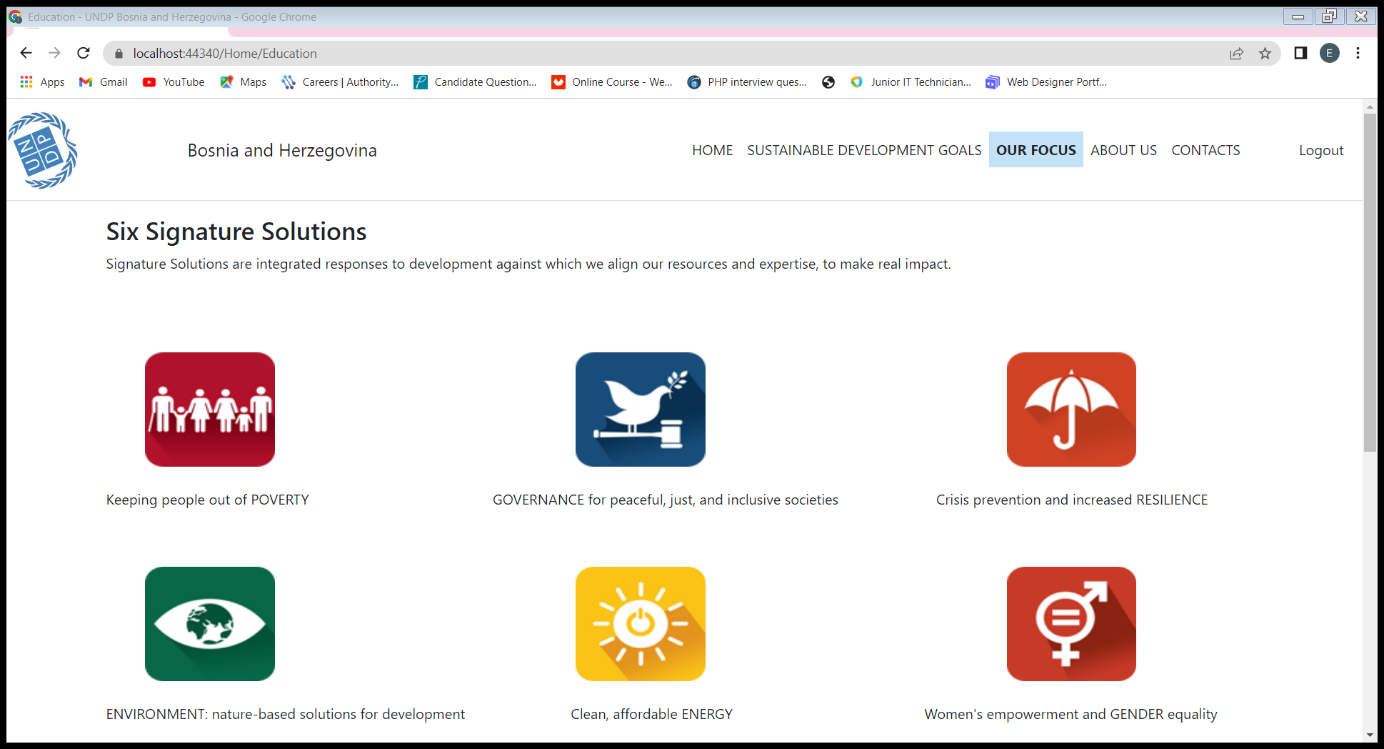 Education - UNDP Bosnia and Herzegovina - Google Chrome
localhost:44340/Home/Education
E
Apps Gmail YouTube Maps Careers | Authority... Candidate Question... Online Course - We... PHP interview ques... Junior IT Technician... Web Designer Portf...
UN
DP
Bosnia and Herzegovina
HOME SUSTAINABLE DEVELOPMENT GOALS OUR FOCUS ABOUT US CONTACTS Logout
Six Signature Solutions
Signature Solutions are integrated responses to development against which we align our resources and expertise, to make real impact.
Keeping people out of POVERTY
GOVERNANCE for peaceful, just, and inclusive societies
Crisis prevention and increased RESILIENCE
ENVIRONMENT: nature-based solutions for development
Clean, affordable ENERGY
Women's empowerment and GENDER equality